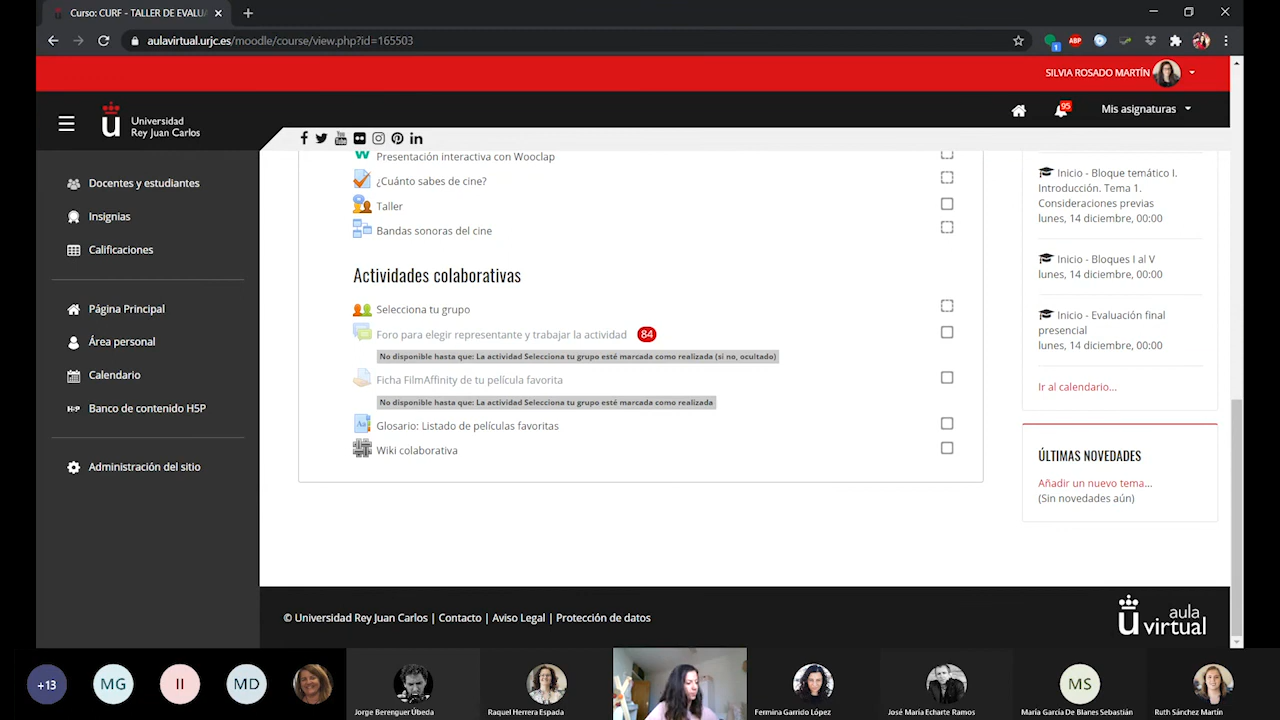 Curso: CURF - TALLER DE EVALUA
aulavirtual.urjc.es/moodle/course/view.php?id=165503
1
ABP
SILVIA ROSADO MARTÍN
Universidad
Rey Juan Carlos
95
Mis asignaturas
Docentes y estudiantes
Insignias
Calificaciones
Página Principal
Área personal
Calendario
H-P Banco de contenido H5P
Administración del sitio
Presentación interactiva con Wooclap
¿Cuánto sabes de cine?
Taller
Bandas sonoras del cine
Actividades colaborativas
Selecciona tu grupo
Foro para elegir representante y trabajar la actividad 84
No disponible hasta que: La actividad Selecciona tu grupo esté marcada como realizada (si no, ocultado)
Ficha FilmAffinity de tu película favorita
No disponible hasta que: La actividad Selecciona tu grupo esté marcada como realizada
Aa Glosario: Listado de películas favoritas
Wiki colaborativa
Inicio - Bloque temático I.
Introducción. Tema 1.
Consideraciones previas
lunes, 14 diciembre, 00:00
Inicio - Bloques I al V
lunes, 14 diciembre, 00:00
Inicio - Evaluación final
presencial
lunes, 14 diciembre, 00:00
Ir al calendario...
ÚLTIMAS NOVEDADES
Añadir un nuevo tema...
(Sin novedades aún)
© Universidad Rey Juan Carlos | Contacto | Aviso Legal | Protección de datos
aula
virtual
+13
MG
II
MD
MS
Jorge Berenguer Úbeda
Raquel Herrera Espada
Fermina Garrido López
José María Echarte Ramos
María García De Blanes Sebastián
Ruth Sánchez Martín